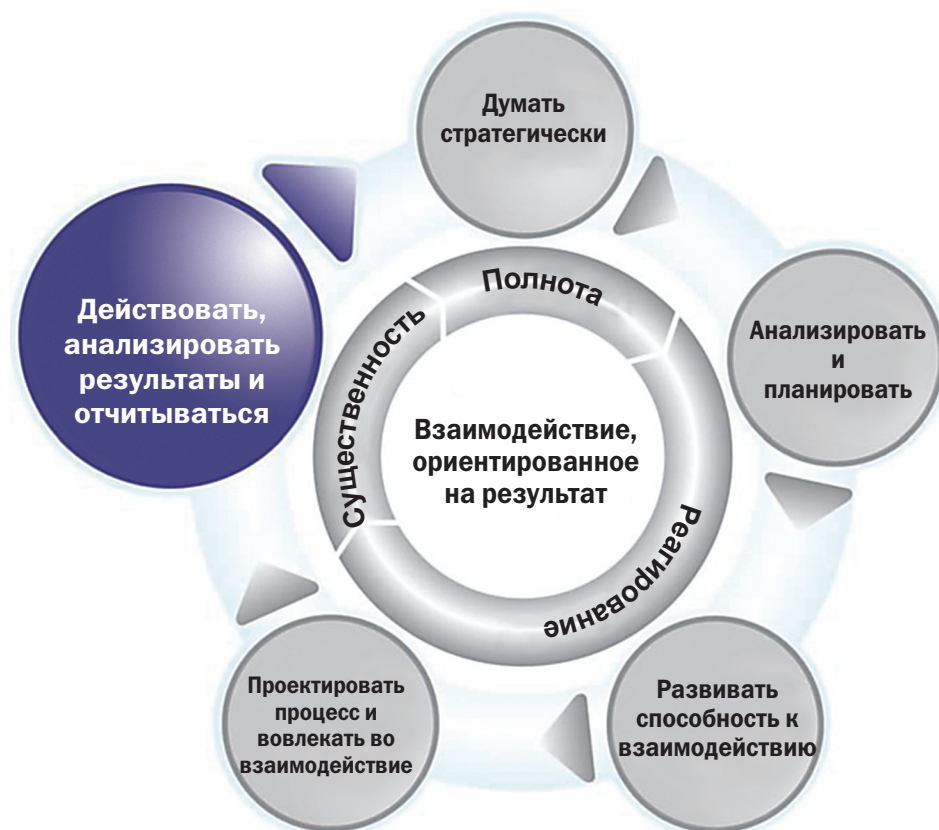 Думать
стратегически
Действовать,
анализировать
результаты и
отчитываться
Полнота
Существенность
Реагирование
Взаимодействие,
ориентированное
на результат
Анализировать
и
планировать
Проектировать
процесс и
вовлекать во
взаимодействие
Развивать
способность к
взаимодействию